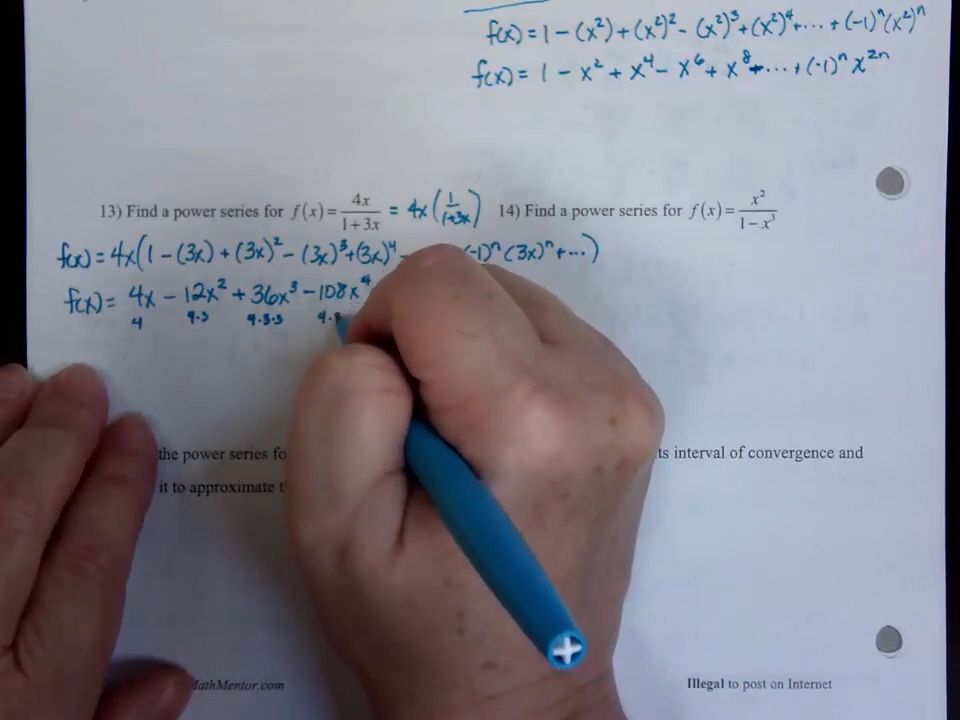 f(x) = 1 - (x²) + (x²)² - (x²)³ + (x²)⁴ + ... + (-1)ⁿ(x²)ⁿ
f(x) = 1 - x² + x⁴ - x⁶ + x⁸ + ... + (-1)ⁿ x²ⁿ
13) Find a power series for f(x) = 4x/(1+3x) = 4x(1/(1+3x))
14) Find a power series for f(x) = x²/(1-x³)
f(x) = 4x(1 - (3x) + (3x)² - (3x)³ + (3x)⁴ - -1)ⁿ (3x)ⁿ + ...)
f(x) = 4x - 12x² + 36x³ - 108x⁴
4 4·3 4·3·3 4·
the power series fo ts interval of convergence and
it to approximate t
MathMentor.com Illegal to post on Internet